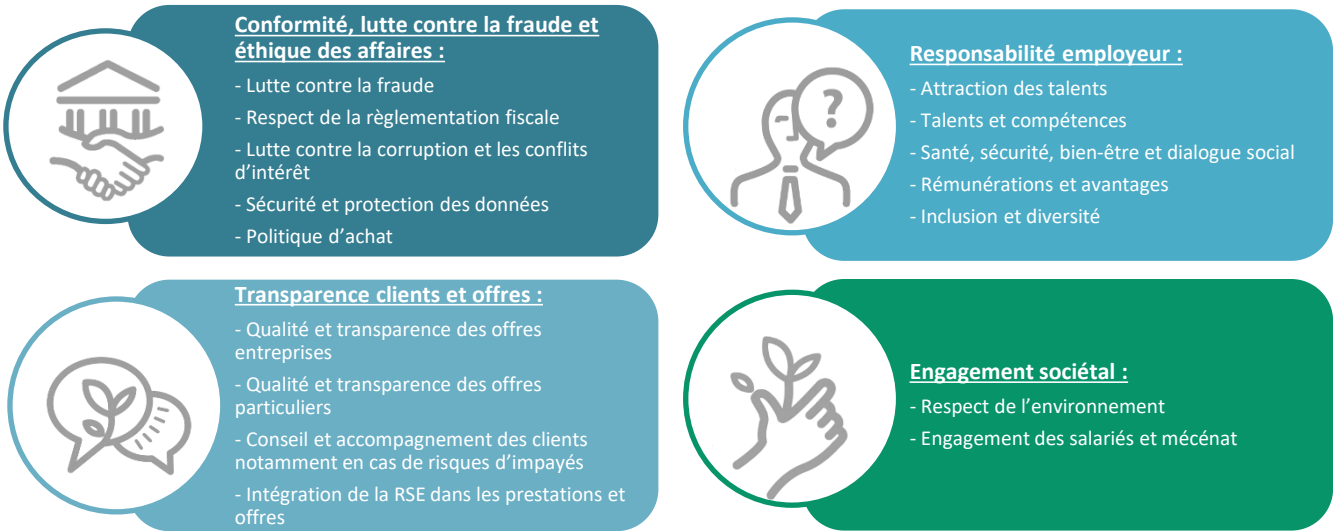 Conformité, lutte contre la fraude et
éthique des affaires :
- Lutte contre la fraude
- Respect de la règlementation fiscale
- Lutte contre la corruption et les conflits
d’intérêt
- Sécurité et protection des données
- Politique d’achat
Responsabilité employeur :
- Attraction des talents
- Talents et compétences
- Santé, sécurité, bien-être et dialogue social
- Rémunérations et avantages
- Inclusion et diversité
?
Transparence clients et offres :
- Qualité et transparence des offres
entreprises
- Qualité et transparence des offres
particuliers
- Conseil et accompagnement des clients
notamment en cas de risques d’impayés
- Intégration de la RSE dans les prestations et
offres
Engagement sociétal :
- Respect de l’environnement
- Engagement des salariés et mécénat